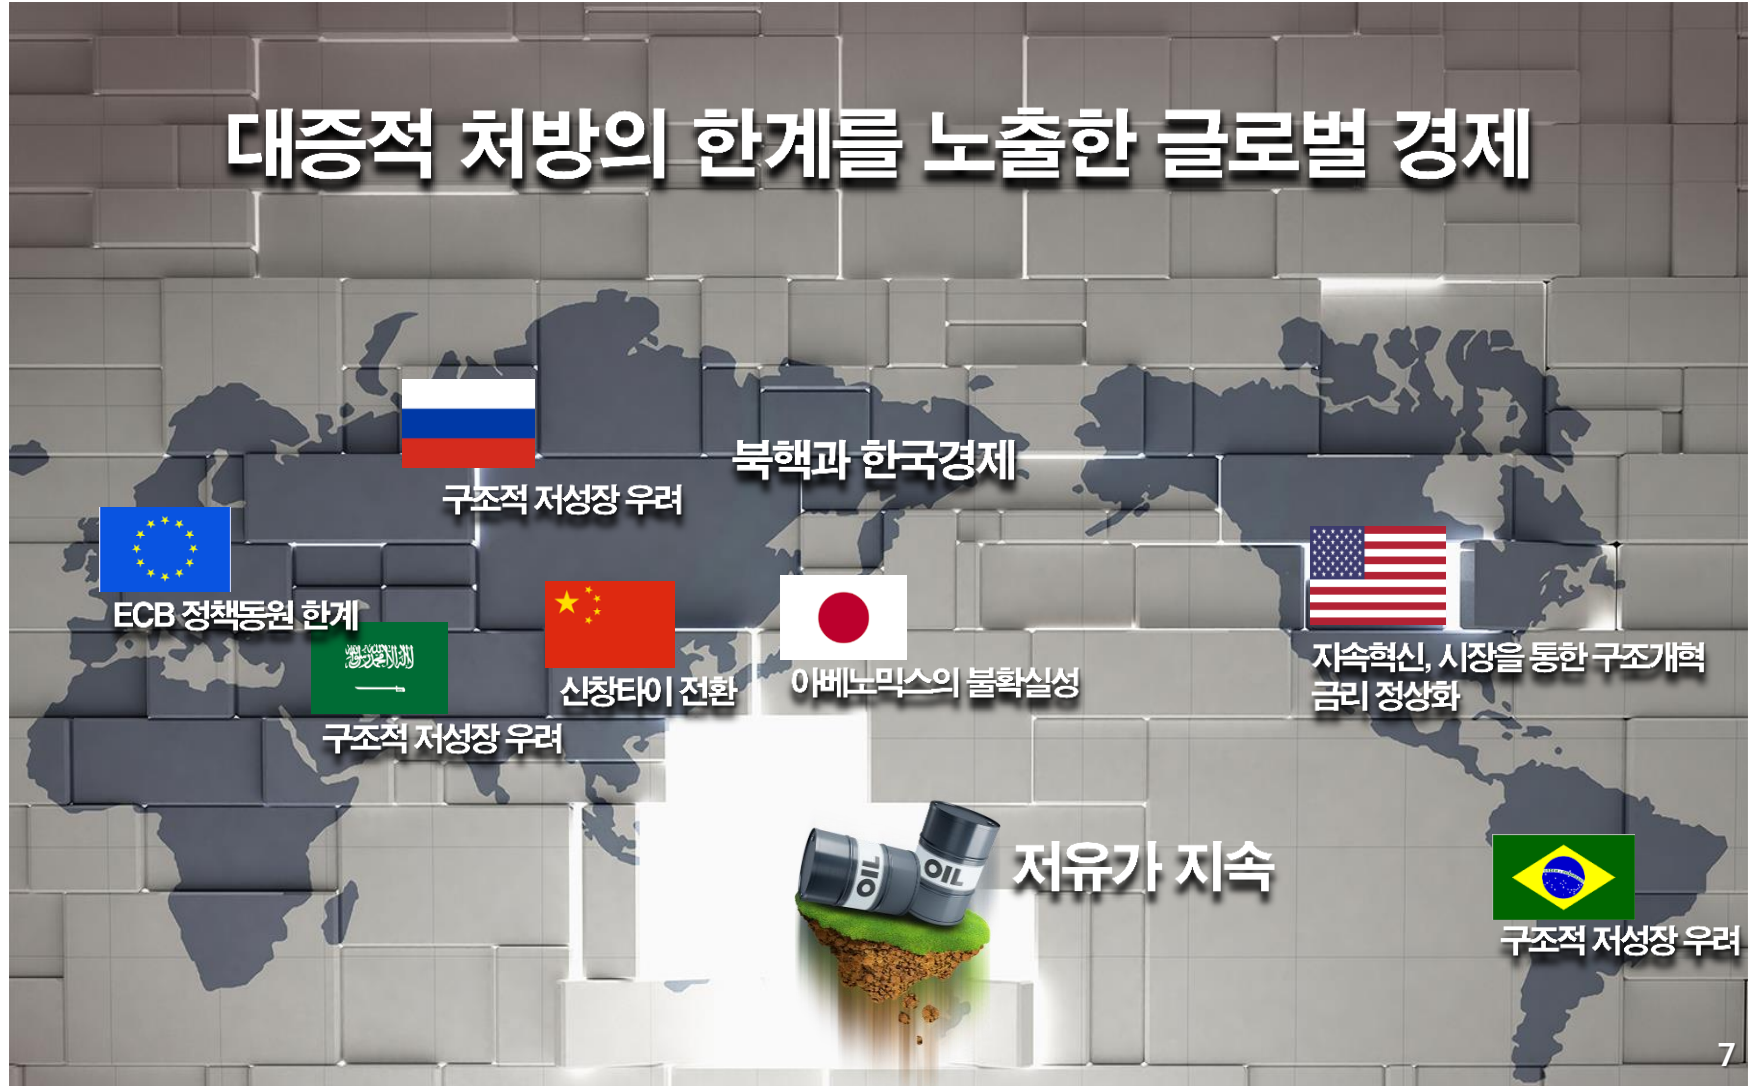 대증적 처방의 한계를 노출한 글로벌 경제
북핵과 한국경제
구조적 저성장 우려
ECB 정책동원 한계
신창타이 전환
아베노믹스의 불확실성
지속혁신, 시장을 통한 구조개혁
금리 정상화
구조적 저성장 우려
OIL
OIL
저유가 지속
구조적 저성장 우려
7